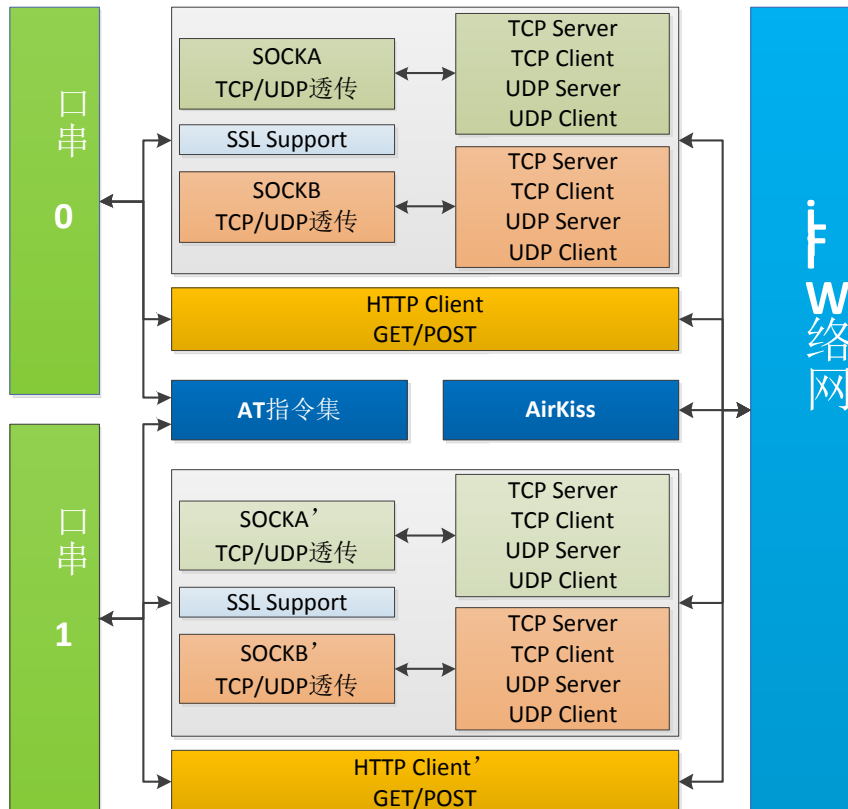 口
串
0
SOCKA
TCP/UDP透传
SSL Support
SOCKB
TCP/UDP透传
TCP Server
TCP Client
UDP Server
UDP Client
TCP Server
TCP Client
UDP Server
UDP Client
HTTP Client
GET/POST
AT指令集
AirKiss
口
串
1
SOCKA’
TCP/UDP透传
SSL Support
SOCKB’
TCP/UDP透传
TCP Server
TCP Client
UDP Server
UDP Client
TCP Server
TCP Client
UDP Server
UDP Client
HTTP Client’
GET/POST
W
络
网